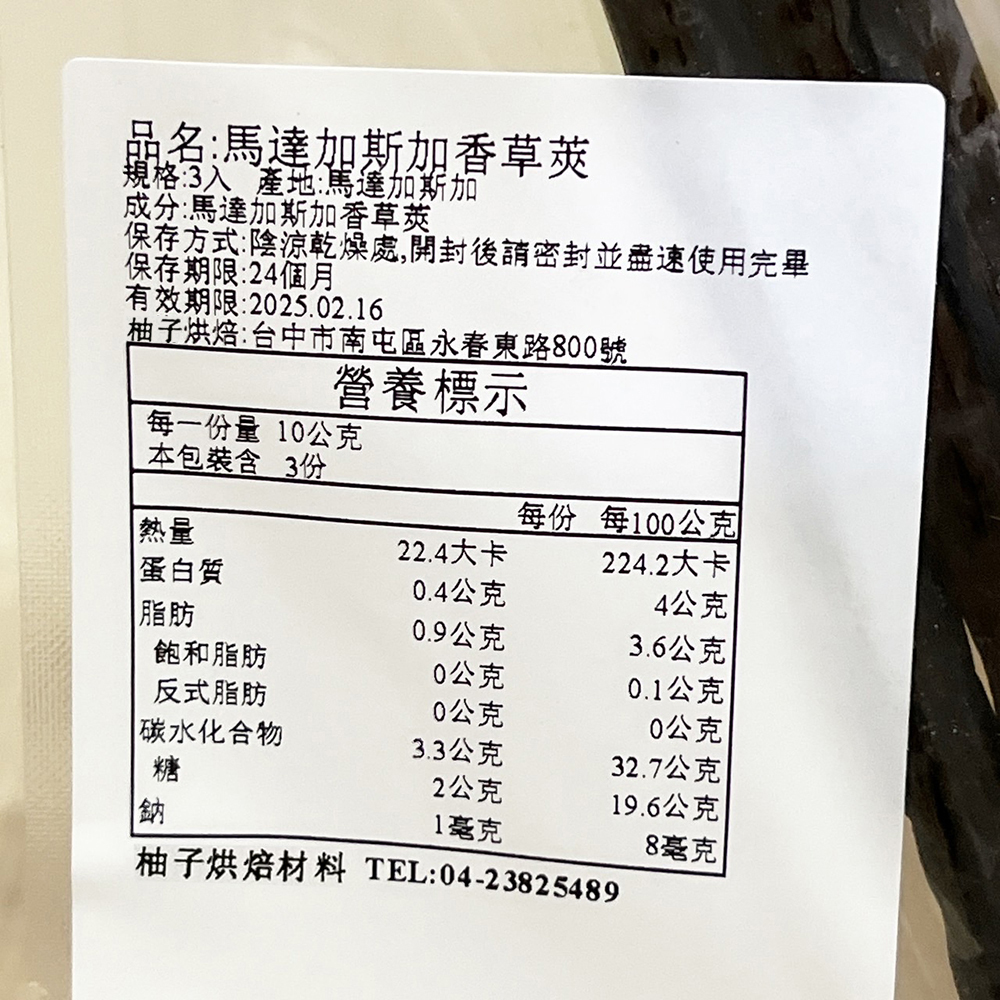 品名:馬達加斯加香草莢
規格:3入 產地:馬達加斯加
成分:馬達加斯加香草莢
保存方式:陰涼乾燥處,開封後請密封並盡速使用完畢
保存期限:24個月
有效期限:2025.02.16
柚子烘焙:台中市南屯區永春東路800號
營養標示
每一份量 10公克
本包裝含 3份
每份 每100公克
熱量 22.4大卡 224.2大卡
蛋白質 0.4公克 4公克
脂肪 0.9公克 3.6公克
飽和脂肪 0公克 0.1公克
反式脂肪 0公克 0公克
碳水化合物 3.3公克 32.7公克
糖 2公克 19.6公克
鈉 1毫克 8毫克
柚子烘焙材料 TEL:04-23825489